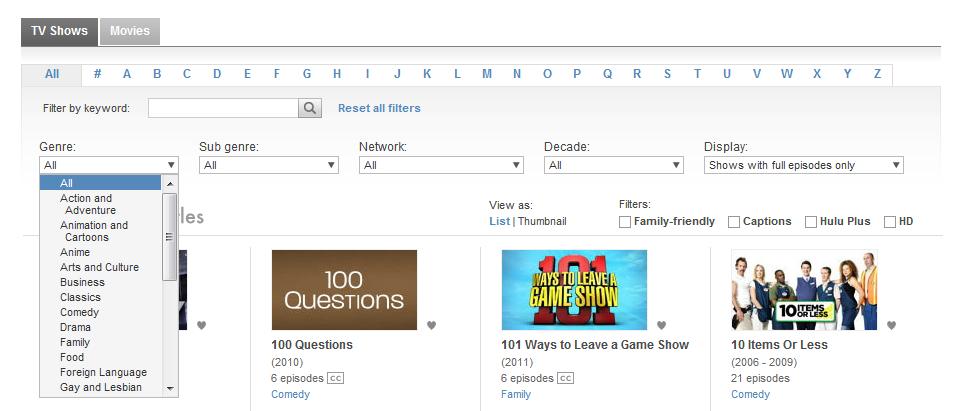 TV Shows Movies
All # A B C D E F G H I J K L M N O P Q R S T U V W X Y Z
Filter by keyword: Reset all filters
Genre: Sub genre: Network: Decade: Display:
All All All All Shows with full episodes only
All
Action and
Adventure
Animation and
Cartoons
Anime
Arts and Culture
Business
Classics
Comedy
Drama
Family
Food
Foreign Language
Gay and Lesbian
View as: Filters:
List | Thumbnail Family-friendly Captions Hulu Plus HD
100
QUESTIONS
101
WAYS TO LEAVE A
GAME SHOW
10 ITEMS
OR LESS
100 Questions
(2010)
6 episodes cc
Comedy
101 Ways to Leave a Game Show
(2011)
6 episodes cc
Family
10 Items Or Less
(2006 - 2009)
21 episodes
Comedy